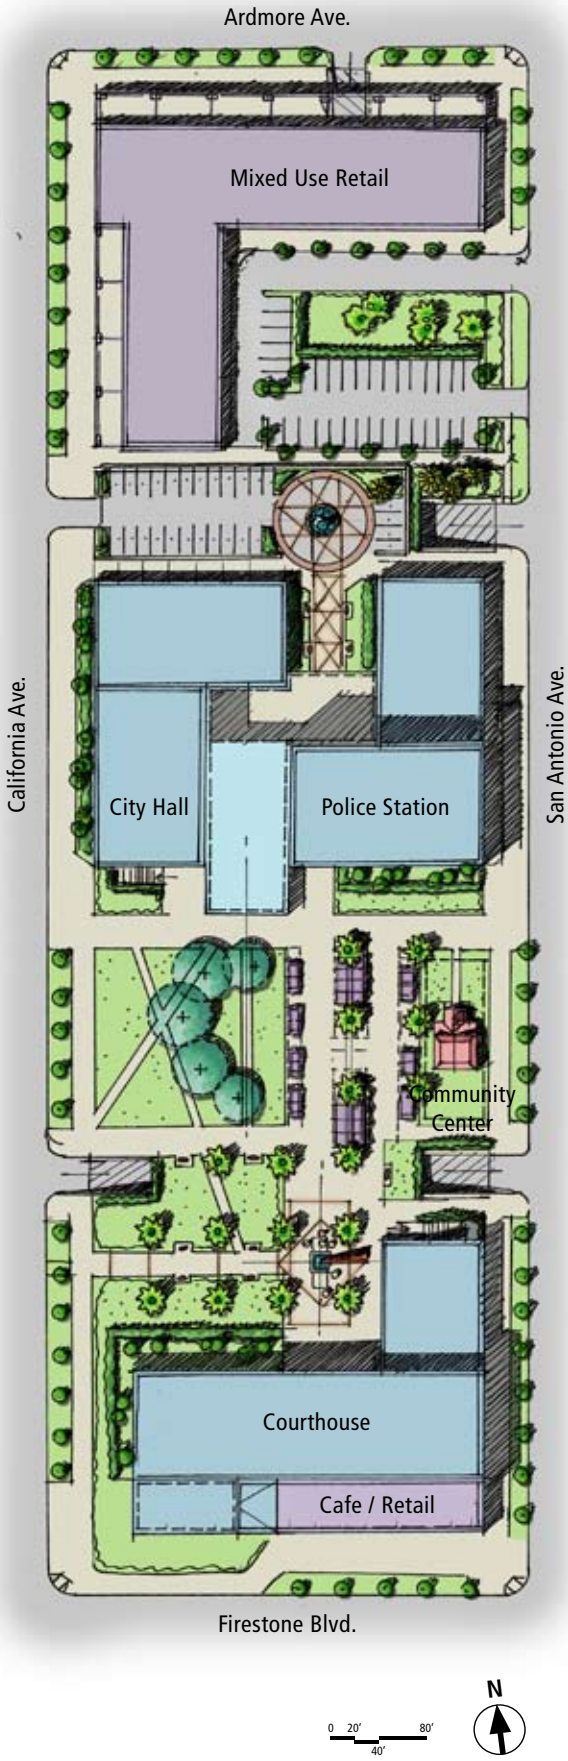 Ardmore Ave.
Mixed Use Retail
California Ave.
San Antonio Ave.
City Hall
Police Station
Community
Center
Courthouse
Cafe / Retail
Firestone Blvd.
N
0 20' 80'
40'